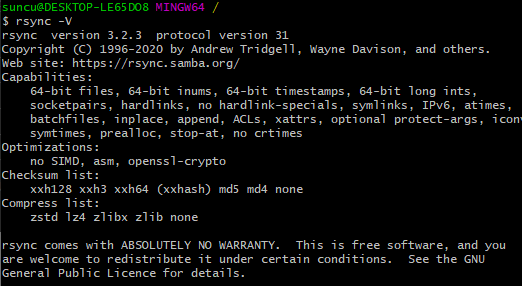 suncu@DESKTOP-LE65DO8 MINGW64 /
$ rsync -V
rsync  version 3.2.3  protocol version 31
Copyright (C) 1996-2020 by Andrew Tridgell, Wayne Davison, and others.
Web site: https://rsync.samba.org/
Capabilities:
    64-bit files, 64-bit inums, 64-bit timestamps, 64-bit long ints,
    socketpairs, hardlinks, no hardlink-specials, symlinks, IPv6, atimes,
    batchfiles, inplace, append, ACLs, xattrs, optional protect-args, iconv
    symtimes, prealloc, stop-at, no crtimes
Optimizations:
    no SIMD, asm, openssl-crypto
Checksum list:
    xxh128 xxh3 xxh64 (xxhash) md5 md4 none
Compress list:
    zstd lz4 zlibx zlib none

rsync comes with ABSOLUTELY NO WARRANTY.  This is free software, and you
are welcome to redistribute it under certain conditions.  See the GNU
General Public Licence for details.